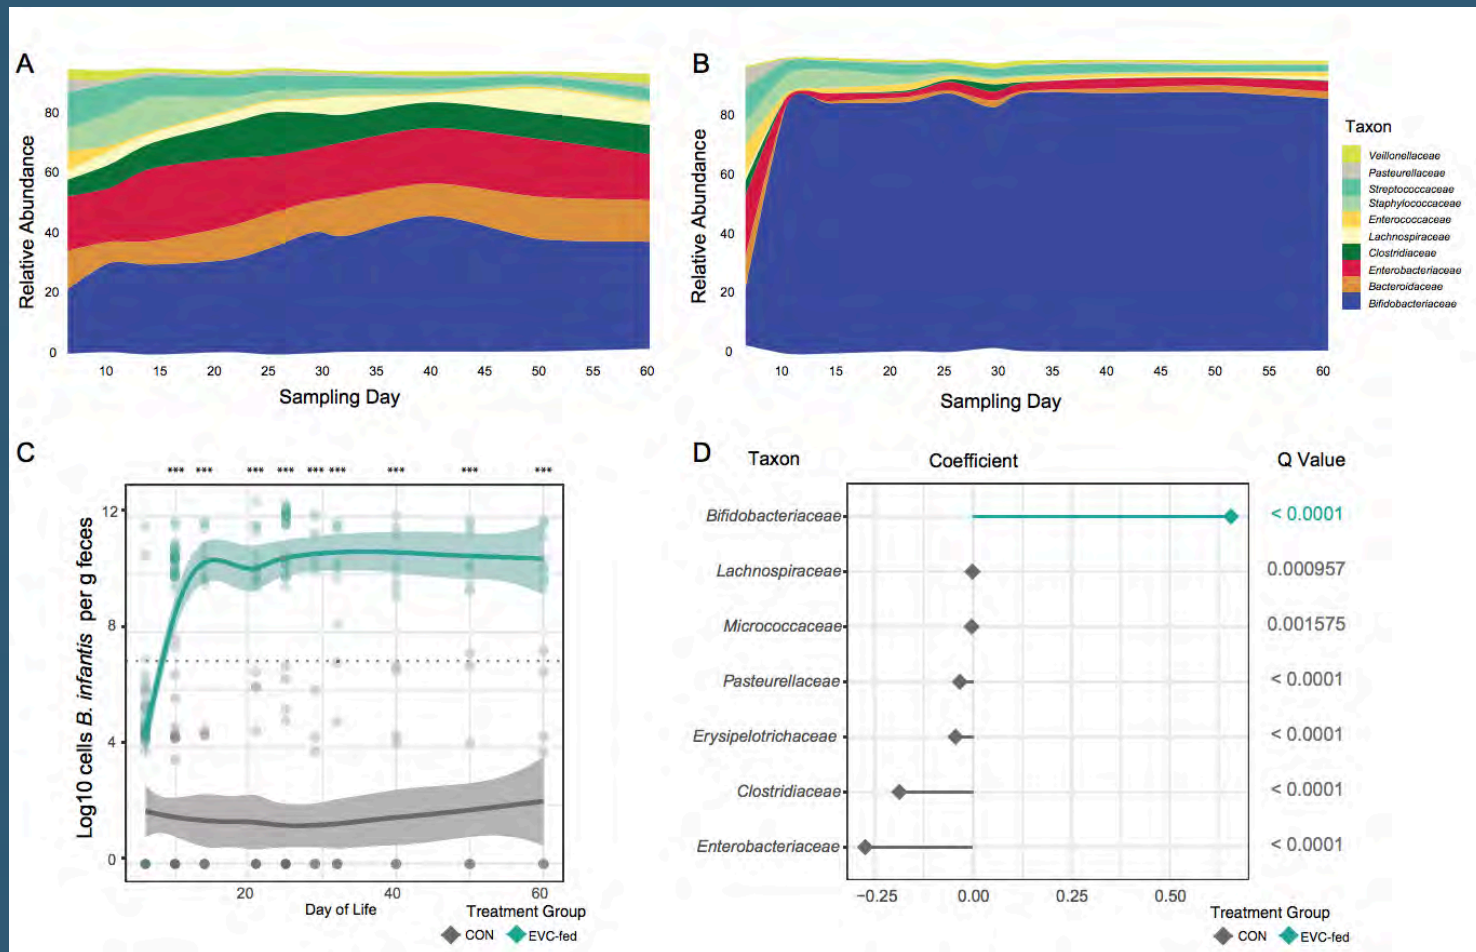 A
Relative Abundance
80
60
40
20
0
10 15 20 25 30 35 40 45 50 55 60
Sampling Day
B
Relative Abundance
80
60
40
20
0
10 15 20 25 30 35 40 45 50 55 60
Sampling Day
Taxon
Veillonellaceae
Pasteurellaceae
Streptococcaceae
Staphylococcaceae
Enterococcaceae
Lachnospiraceae
Clostridiaceae
Enterobacteriaceae
Bacteroidaceae
Bifidobacteriaceae
C
*** *** *** *** *** *** *** *** ***
Log10 cells B. infantis per g feces
12
8
4
0
20 40 60
Day of Life
Treatment Group
CON EVC-fed
D
Taxon Coefficient Q Value
Bifidobacteriaceae < 0.0001
Lachnospiraceae 0.000957
Micrococcaceae 0.001575
Pasteurellaceae < 0.0001
Erysipelotrichaceae < 0.0001
Clostridiaceae < 0.0001
Enterobacteriaceae < 0.0001
−0.25 0.00 0.25 0.50
Treatment Group
CON EVC-fed